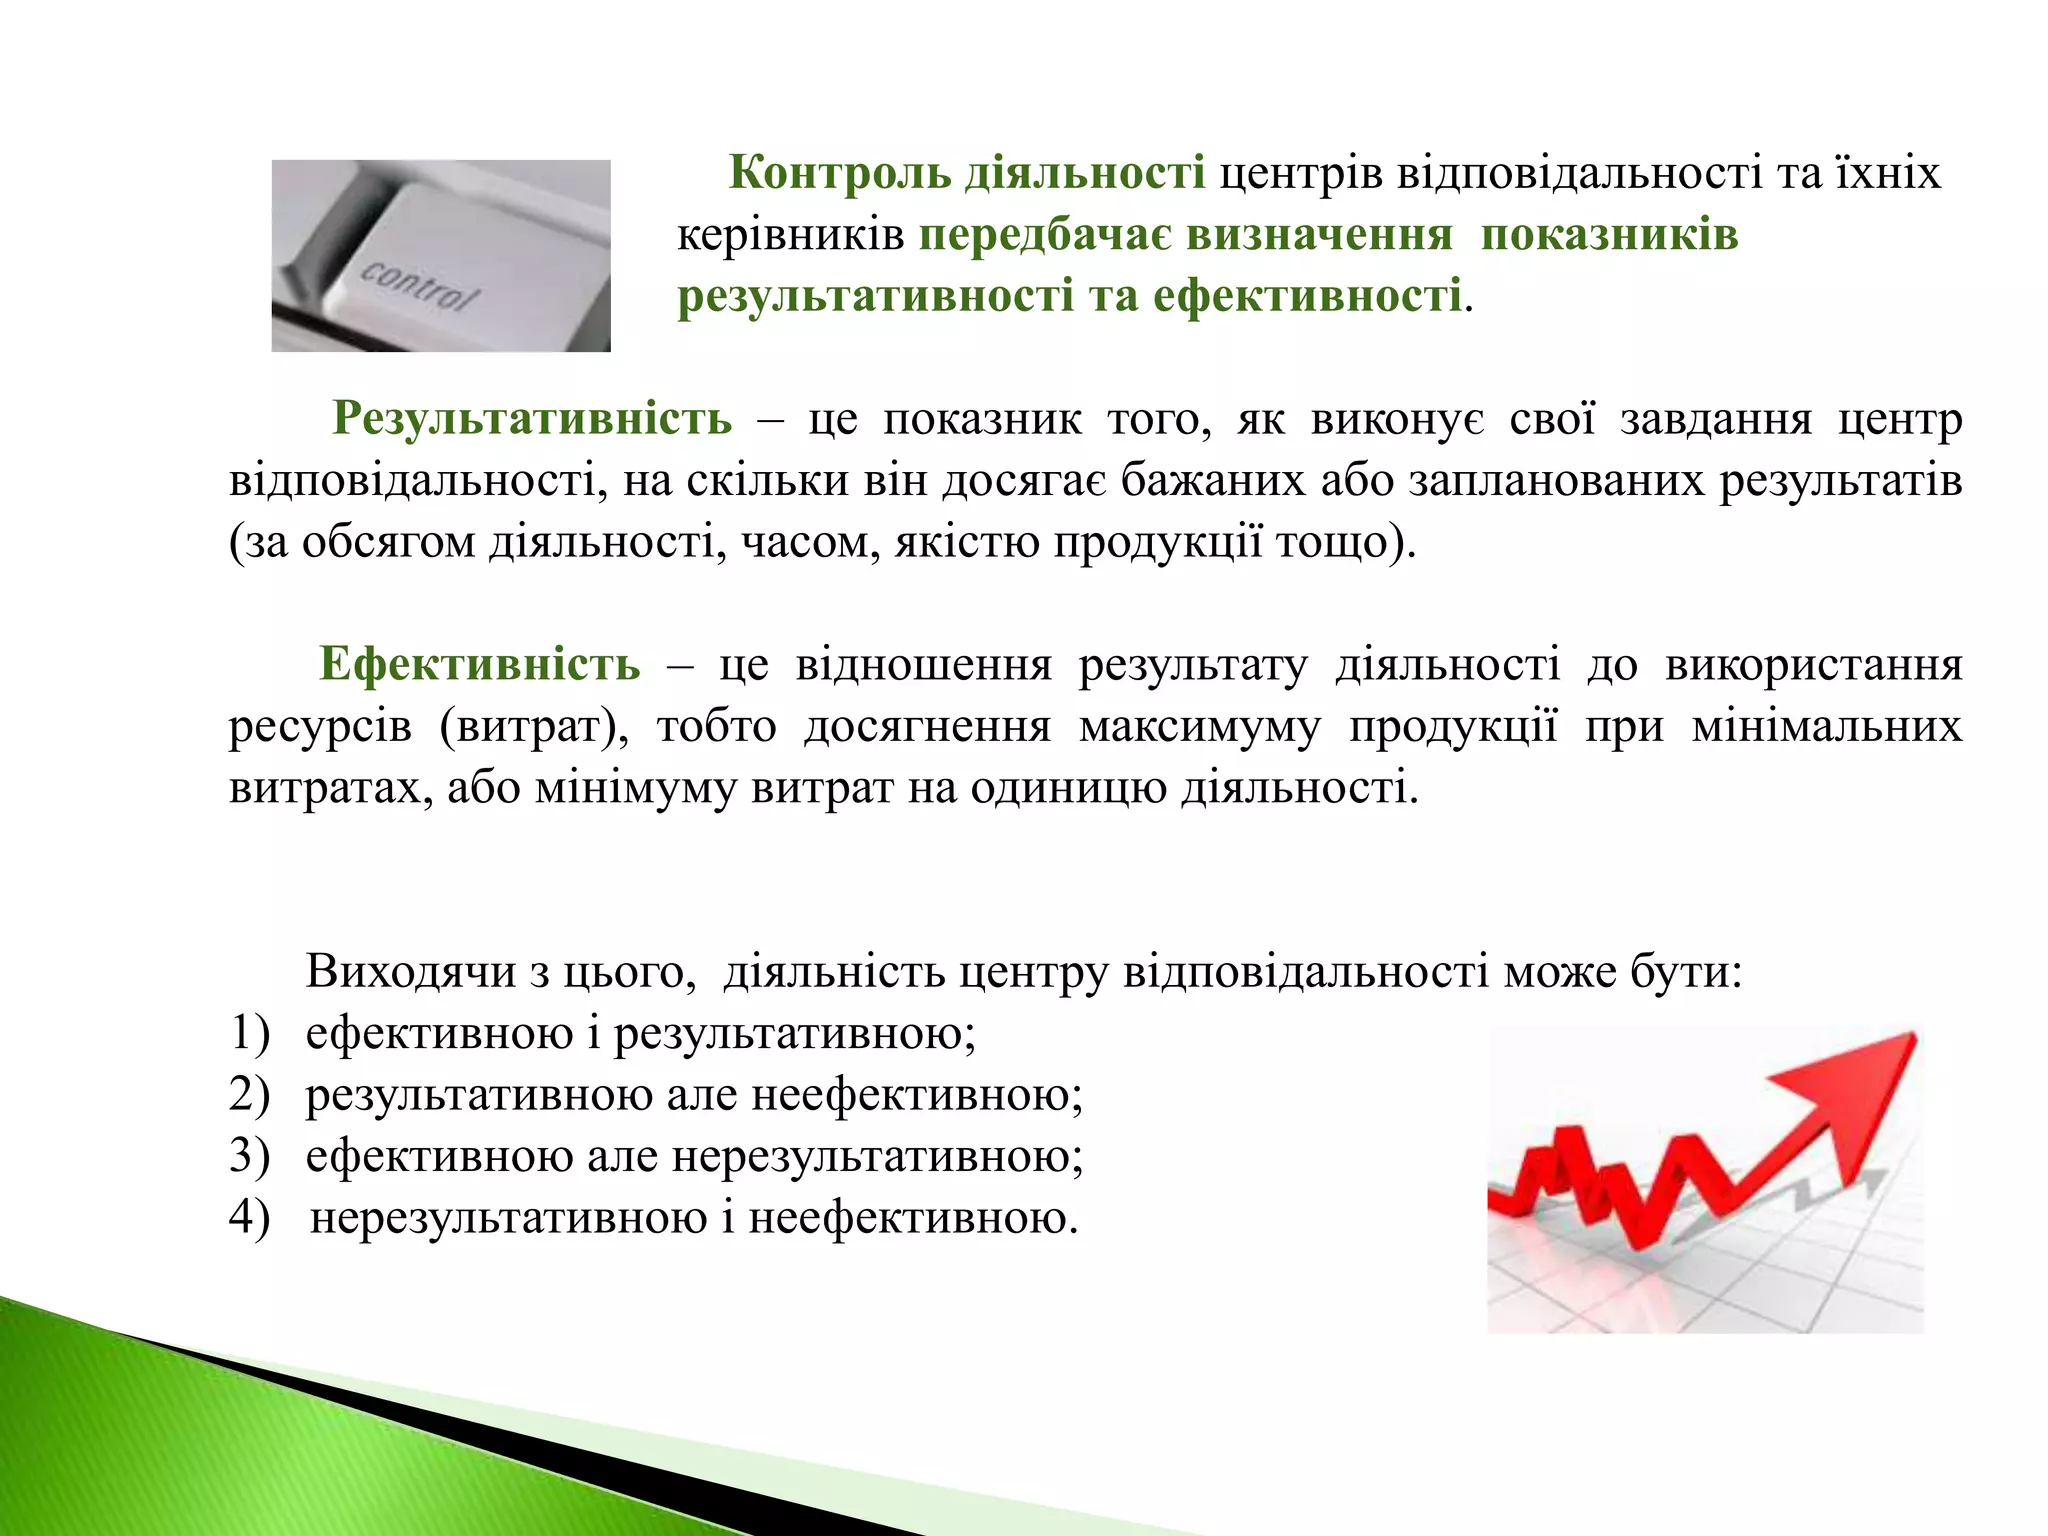 control
Контроль діяльності центрів відповідальності та їхніх
керівників передбачає визначення показників
результативності та ефективності.
Результативність – це показник того, як виконує свої завдання центр
відповідальності, на скільки він досягає бажаних або запланованих результатів
(за обсягом діяльності, часом, якістю продукції тощо).
Ефективність – це відношення результату діяльності до використання
ресурсів (витрат), тобто досягнення максимуму продукції при мінімальних
витратах, або мінімуму витрат на одиницю діяльності.
Виходячи з цього, діяльність центру відповідальності може бути:
1) ефективною і результативною;
2) результативною але неефективною;
3) ефективною але нерезультативною;
4) нерезультативною і неефективною.